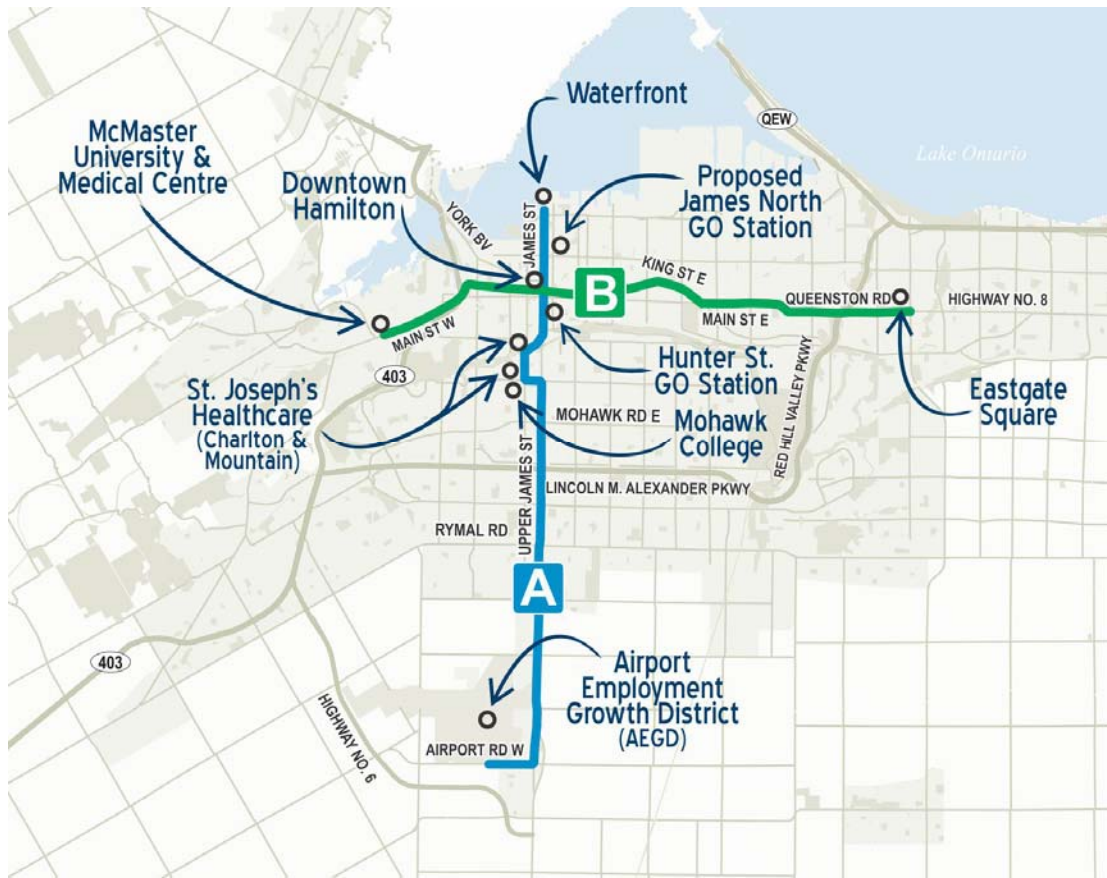 Waterfront
McMaster
University &
Medical Centre
Downtown
Hamilton
QEW
Lake Ontario
Proposed
James North
GO Station
YORK BV
JAMES ST
B
KING ST E
QUEENSTON RD
HIGHWAY NO. 8
MAIN ST W
MAIN ST E
403
Hunter St.
GO Station
St. Joseph's
Healthcare
(Charlton &
Mountain)
Eastgate
Square
MOHAWK RD E
Mohawk
College
RED HILL VALLEY PKWY
LINCOLN M. ALEXANDER PKWY
UPPER JAMES ST
RYMAL RD
A
403
Airport
Employment
Growth District
(AEGD)
HIGHWAY NO. 6
AIRPORT RD W